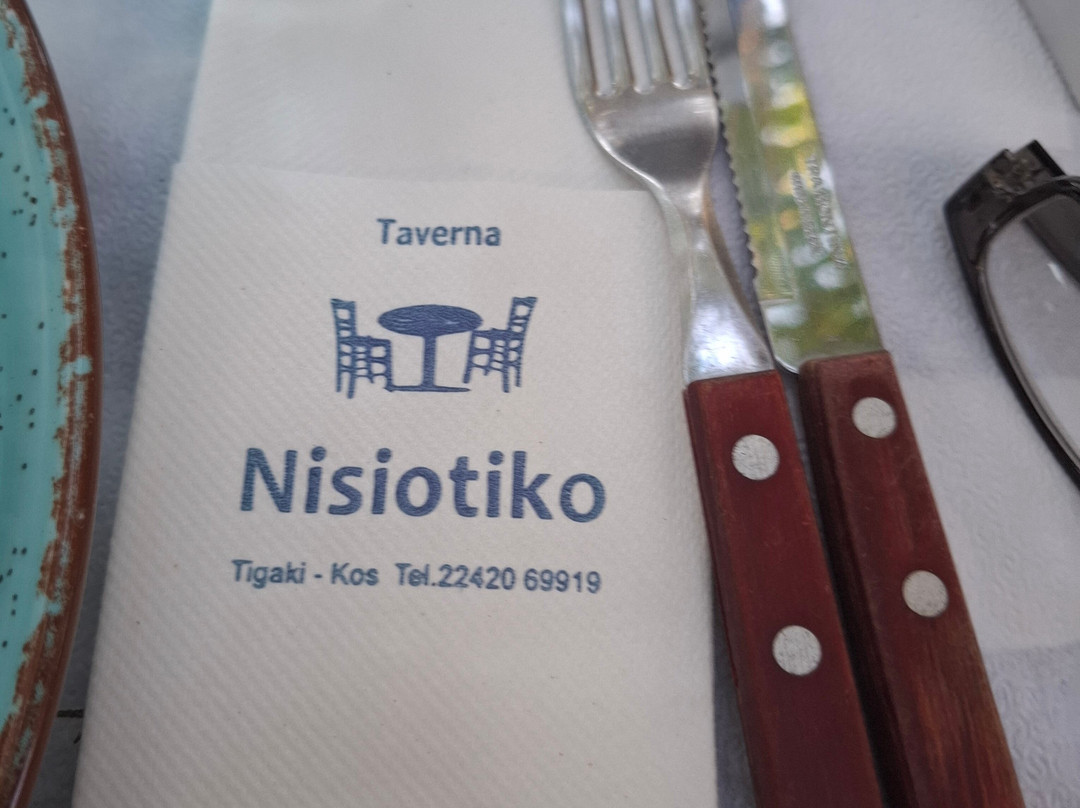 Taverna
Nisiotiko
Tigaki - Kos Tel.22420 69919